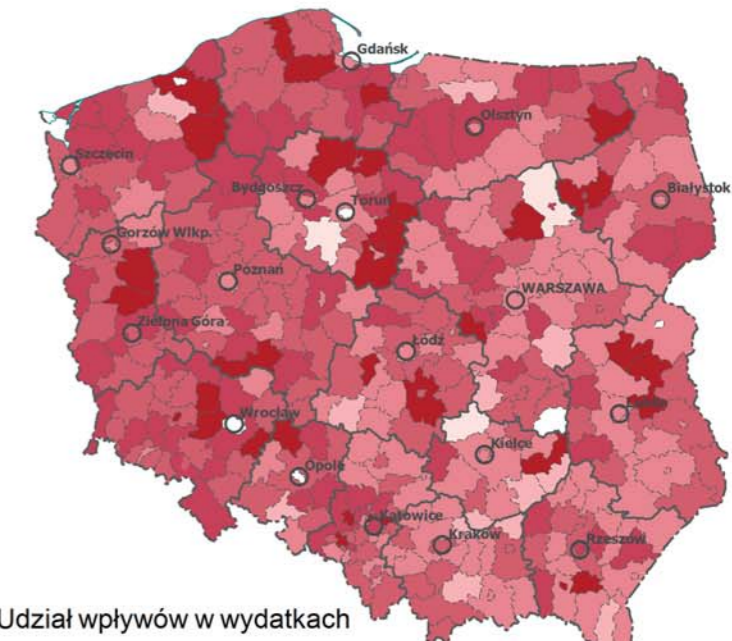 Gdańsk
Olsztyn
Szczecin
Bydgoszcz
Toruń
Białystok
Gorzów Wlkp.
Poznań
WARSZAWA
Zielona Góra
Łódź
Wrocław
Kielce
Opole
Katowice
Kraków
Rzeszów
Udział wpływów w wydatkach